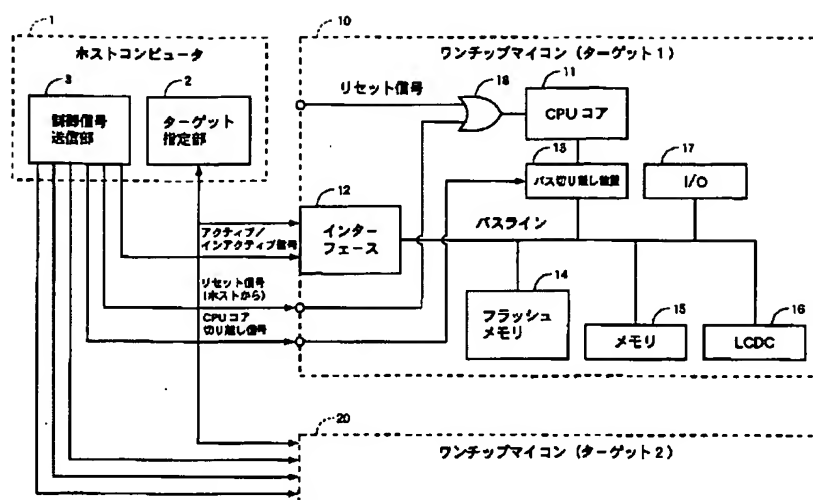 1
ホストコンピュータ
3
制御信号
送信部
2
ターゲット
指定部
10
ワンチップマイコン(ターゲット1)
リセット信号
18
11
CPUコア
13
バス切り離し装置
17
I/O
12
インター
フェース
バスライン
アクティブ/
インアクティブ信号
リセット信号
(ホストから)
CPUコア
切り離し信号
14
フラッシュ
メモリ
15
メモリ
16
LCDC
20
ワンチップマイコン(ターゲット2)